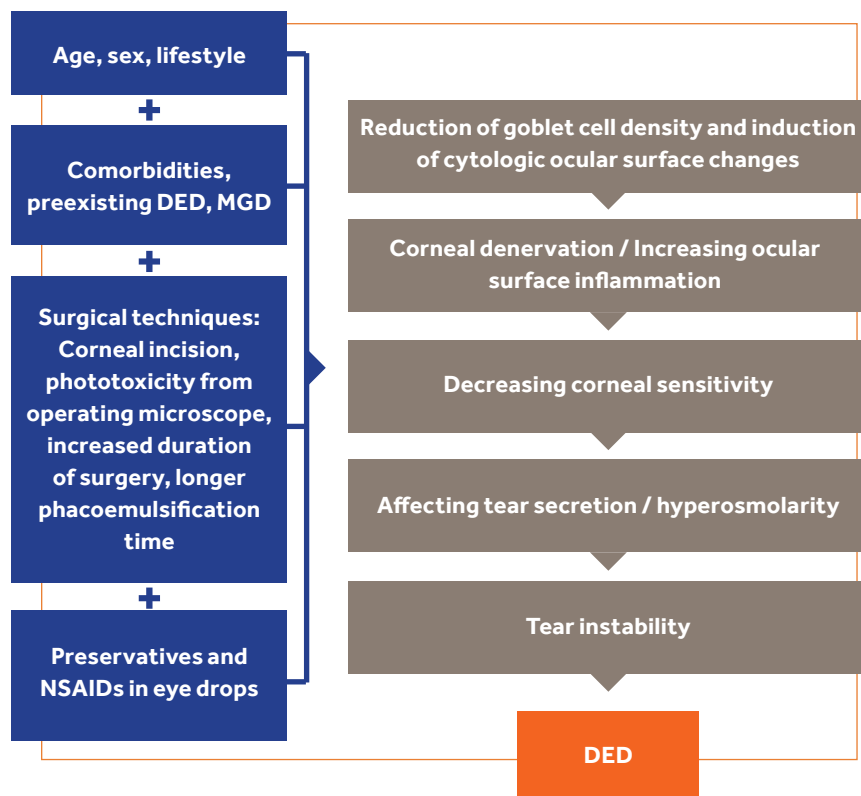 Age, sex, lifestyle
+
Comorbidities,
preexisting DED, MGD
+
Surgical techniques:
Corneal incision,
phototoxicity from
operating microscope,
increased duration
of surgery, longer
phacoemulsification
time
+
Preservatives and
NSAIDs in eye drops
Reduction of goblet cell density and induction
of cytologic ocular surface changes
Corneal denervation / Increasing ocular
surface inflammation
Decreasing corneal sensitivity
Affecting tear secretion / hyperosmolarity
Tear instability
DED